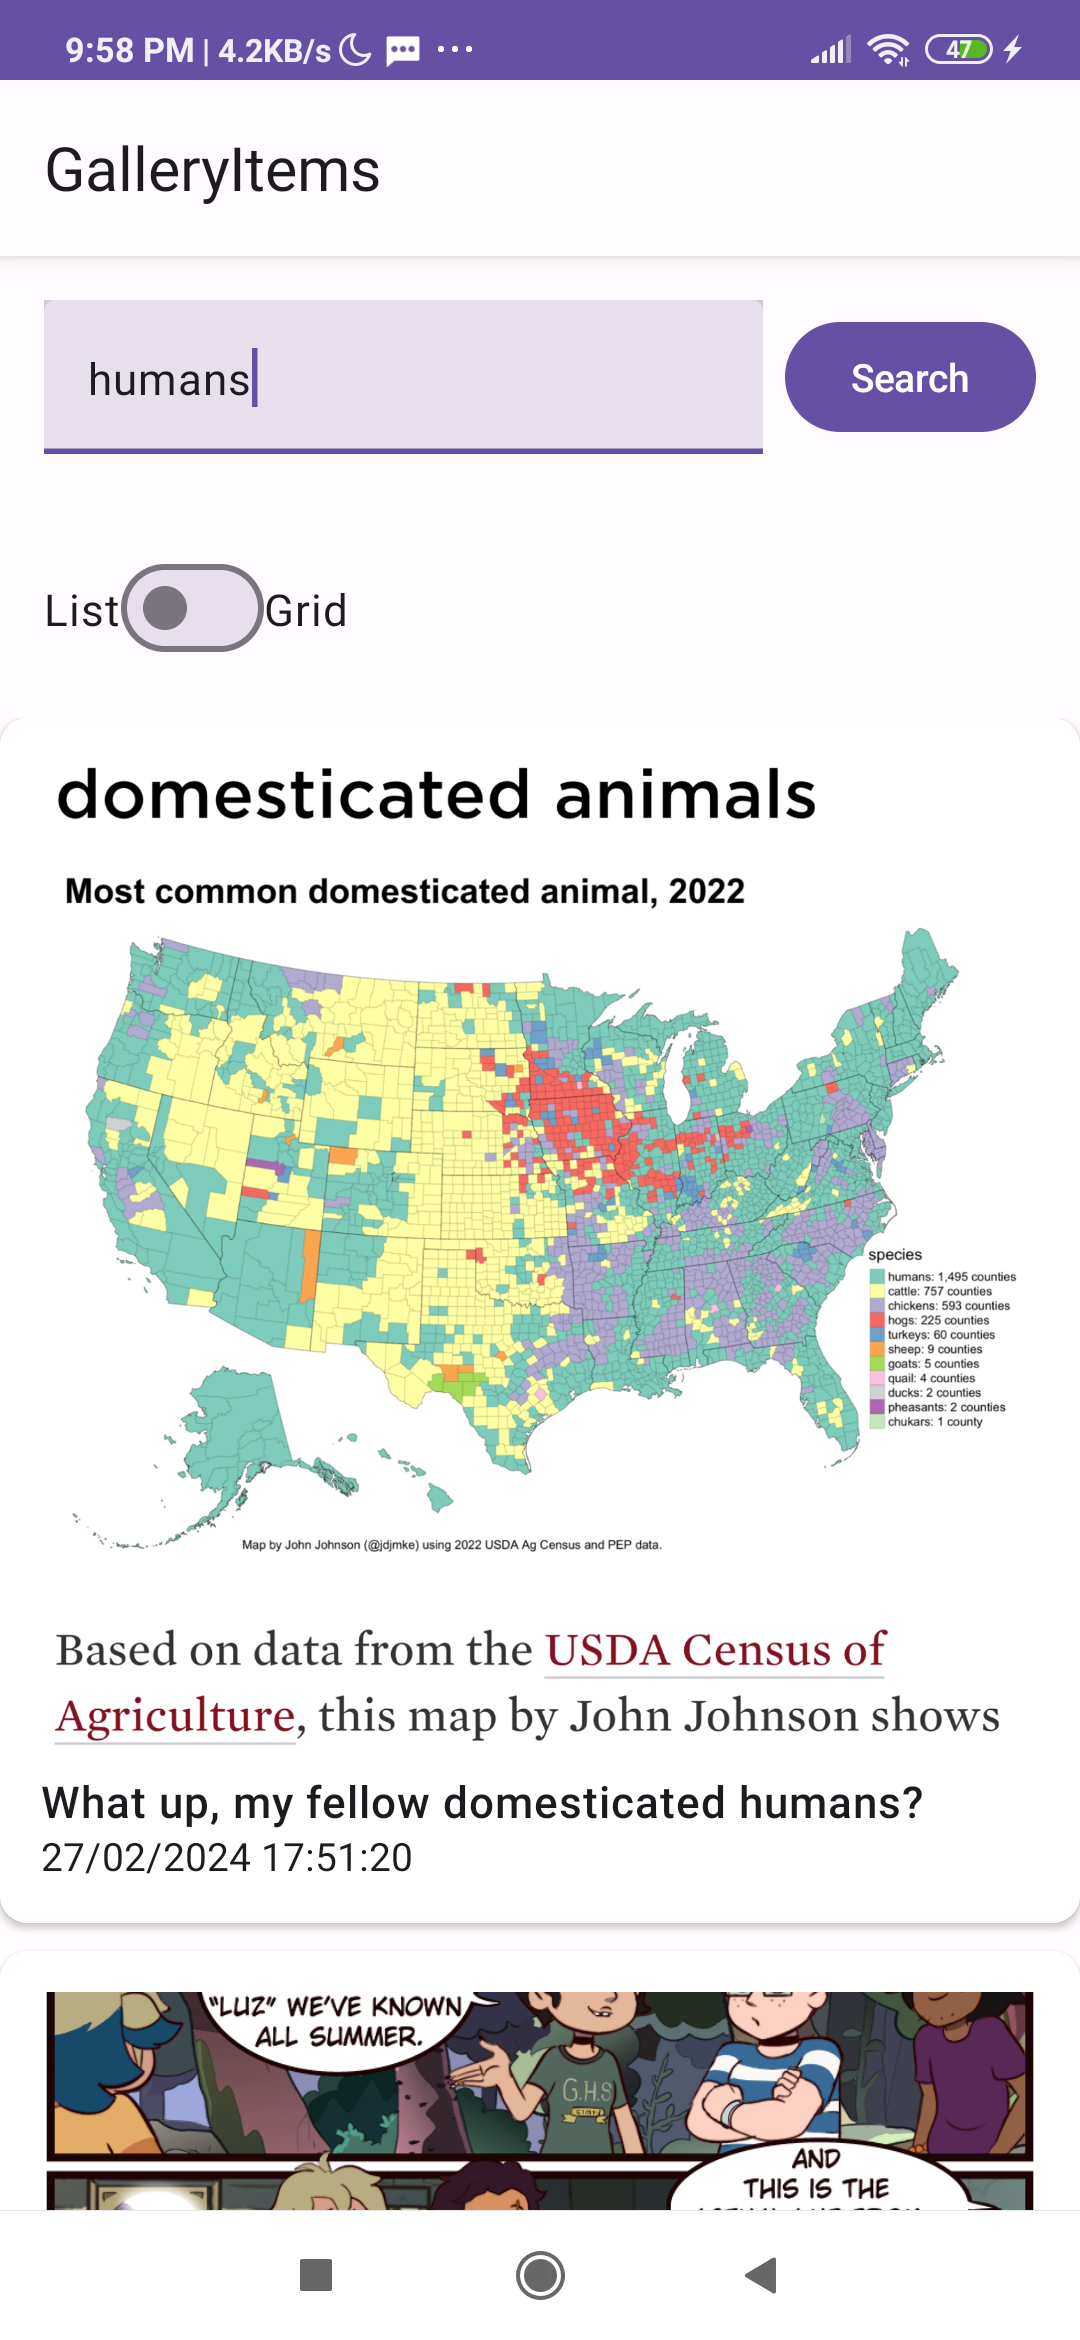 9:58 PM | 4.2KB/s
47
GalleryItems
humans
Search
List
Grid
domesticated animals
Most common domesticated animal, 2022
species
humans: 1,495 counties
cattle: 757 counties
chickens: 593 counties
hogs: 225 counties
turkeys: 60 counties
sheep: 9 counties
goats: 5 counties
quail: 4 counties
ducks: 2 counties
pheasants: 2 counties
chukars: 1 county
Map by John Johnson (@jdjmke) using 2022 USDA Ag Census and PEP data.
Based on data from the USDA Census of
Agriculture, this map by John Johnson shows
What up, my fellow domesticated humans?
27/02/2024 17:51:20
"LUZ" WE'VE KNOWN
ALL SUMMER.
G.H.S
AND
THIS IS THE